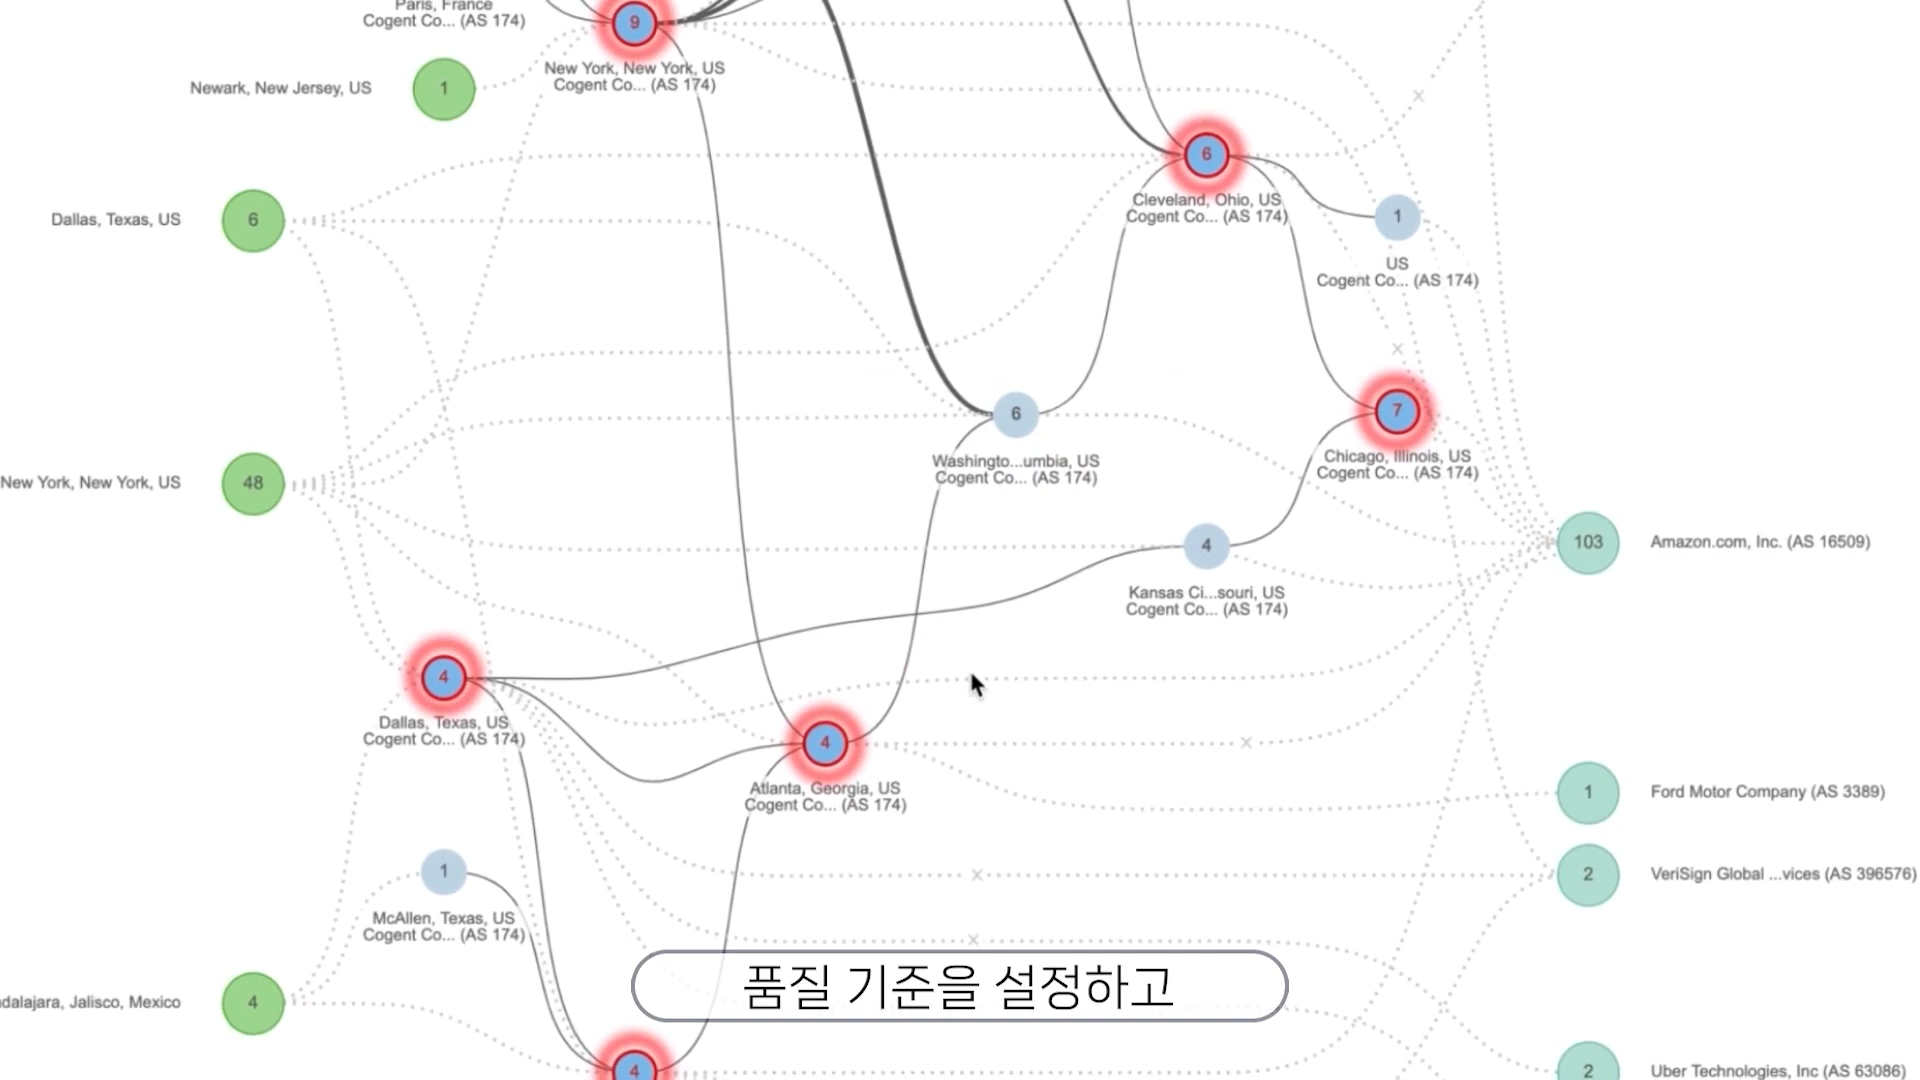 Paris, France
Cogent Co... (AS 174)
9
New York, New York, US
Cogent Co... (AS 174)
Newark, New Jersey, US
1
6
Cleveland, Ohio, US
Cogent Co... (AS 174)
Dallas, Texas, US
6
1
US
Cogent Co... (AS 174)
6
Washingto...umbia, US
Cogent Co... (AS 174)
7
Chicago, Illinois, US
Cogent Co... (AS 174)
New York, New York, US
48
4
Kansas Ci...souri, US
Cogent Co... (AS 174)
103
Amazon.com, Inc. (AS 16509)
4
Dallas, Texas, US
Cogent Co... (AS 174)
4
Atlanta, Georgia, US
Cogent Co... (AS 174)
1
Ford Motor Company (AS 3389)
1
McAllen, Texas, US
Cogent Co... (AS 174)
2
VeriSign Global ...vices (AS 396576)
dalajara, Jalisco, Mexico
4
품질 기준을 설정하고
4
2
Uber Technologies, Inc (AS 63086)